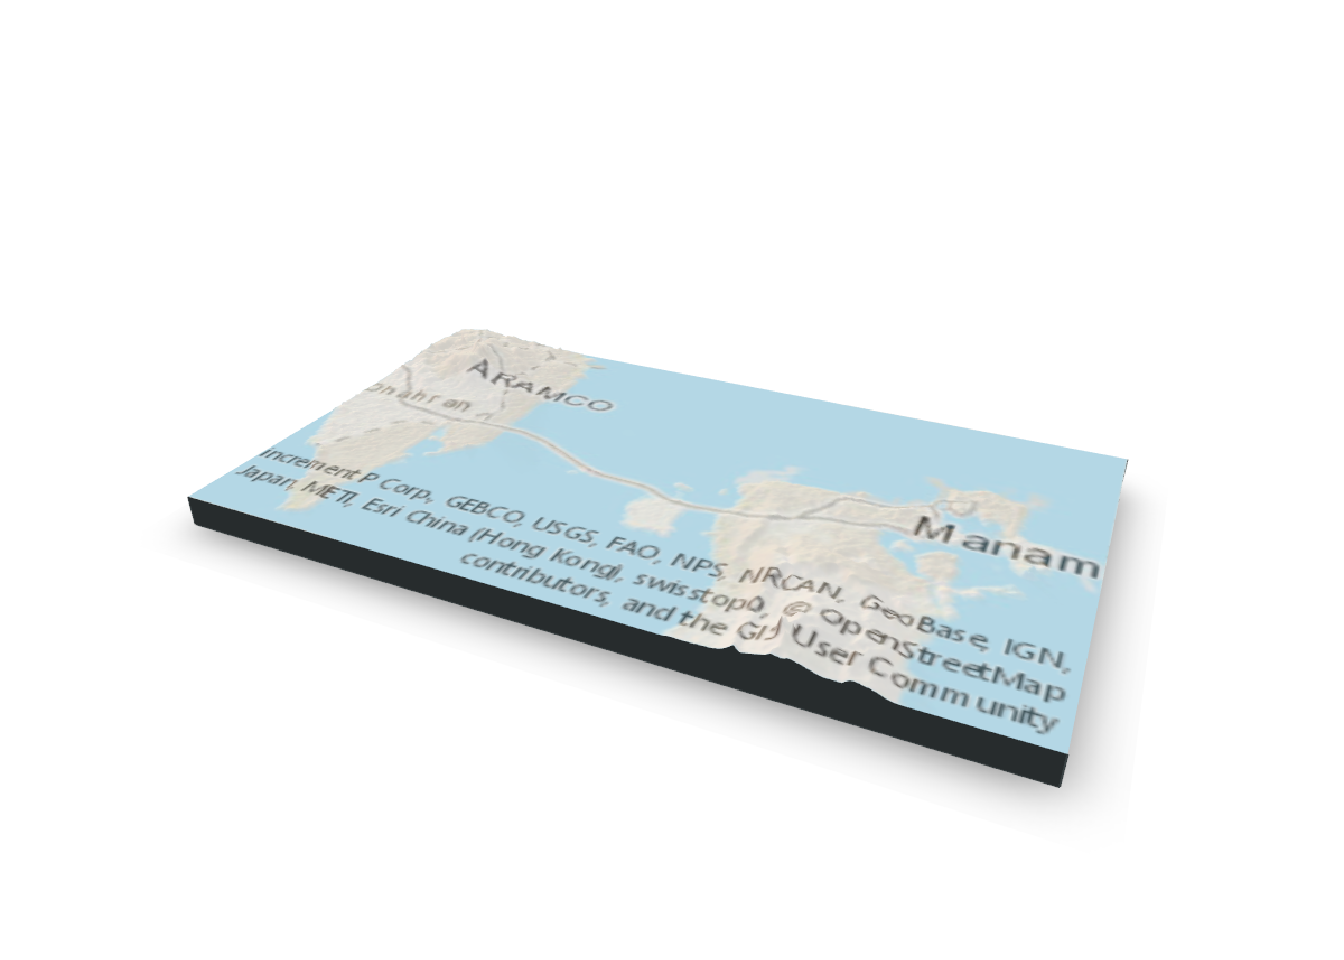 ARAMCO
Dhahran
Manam
Increment P Corp., GEBCO, USGS, FAO, NPS, NRCAN, GeoBase, IGN,
Japan, METI, Esri China (Hong Kong), swisstopo, © OpenStreetMap
contributors, and the GIS User Community